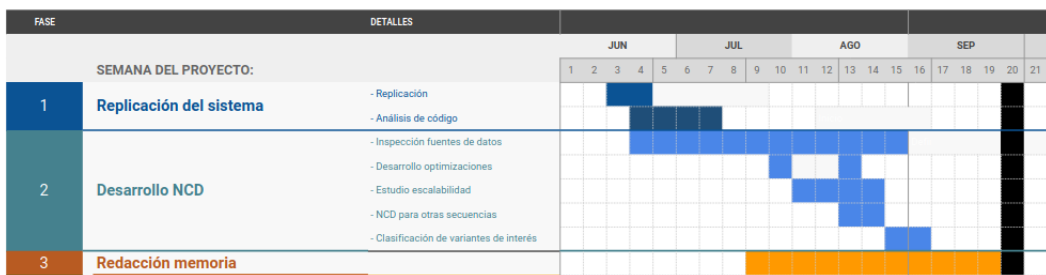 FASE DETALLES
JUN JUL AGO SEP
SEMANA DEL PROYECTO: 1 2 3 4 5 6 7 8 9 10 11 12 13 14 15 16 17 18 19 20 21
1 Replicación del sistema - Replicación
- Análisis de código
- Inspección fuentes de datos
- Desarrollo optimizaciones
2 Desarrollo NCD - Estudio escalabilidad
- NCD para otras secuencias
- Clasificación de variantes de interés
3 Redacción memoria